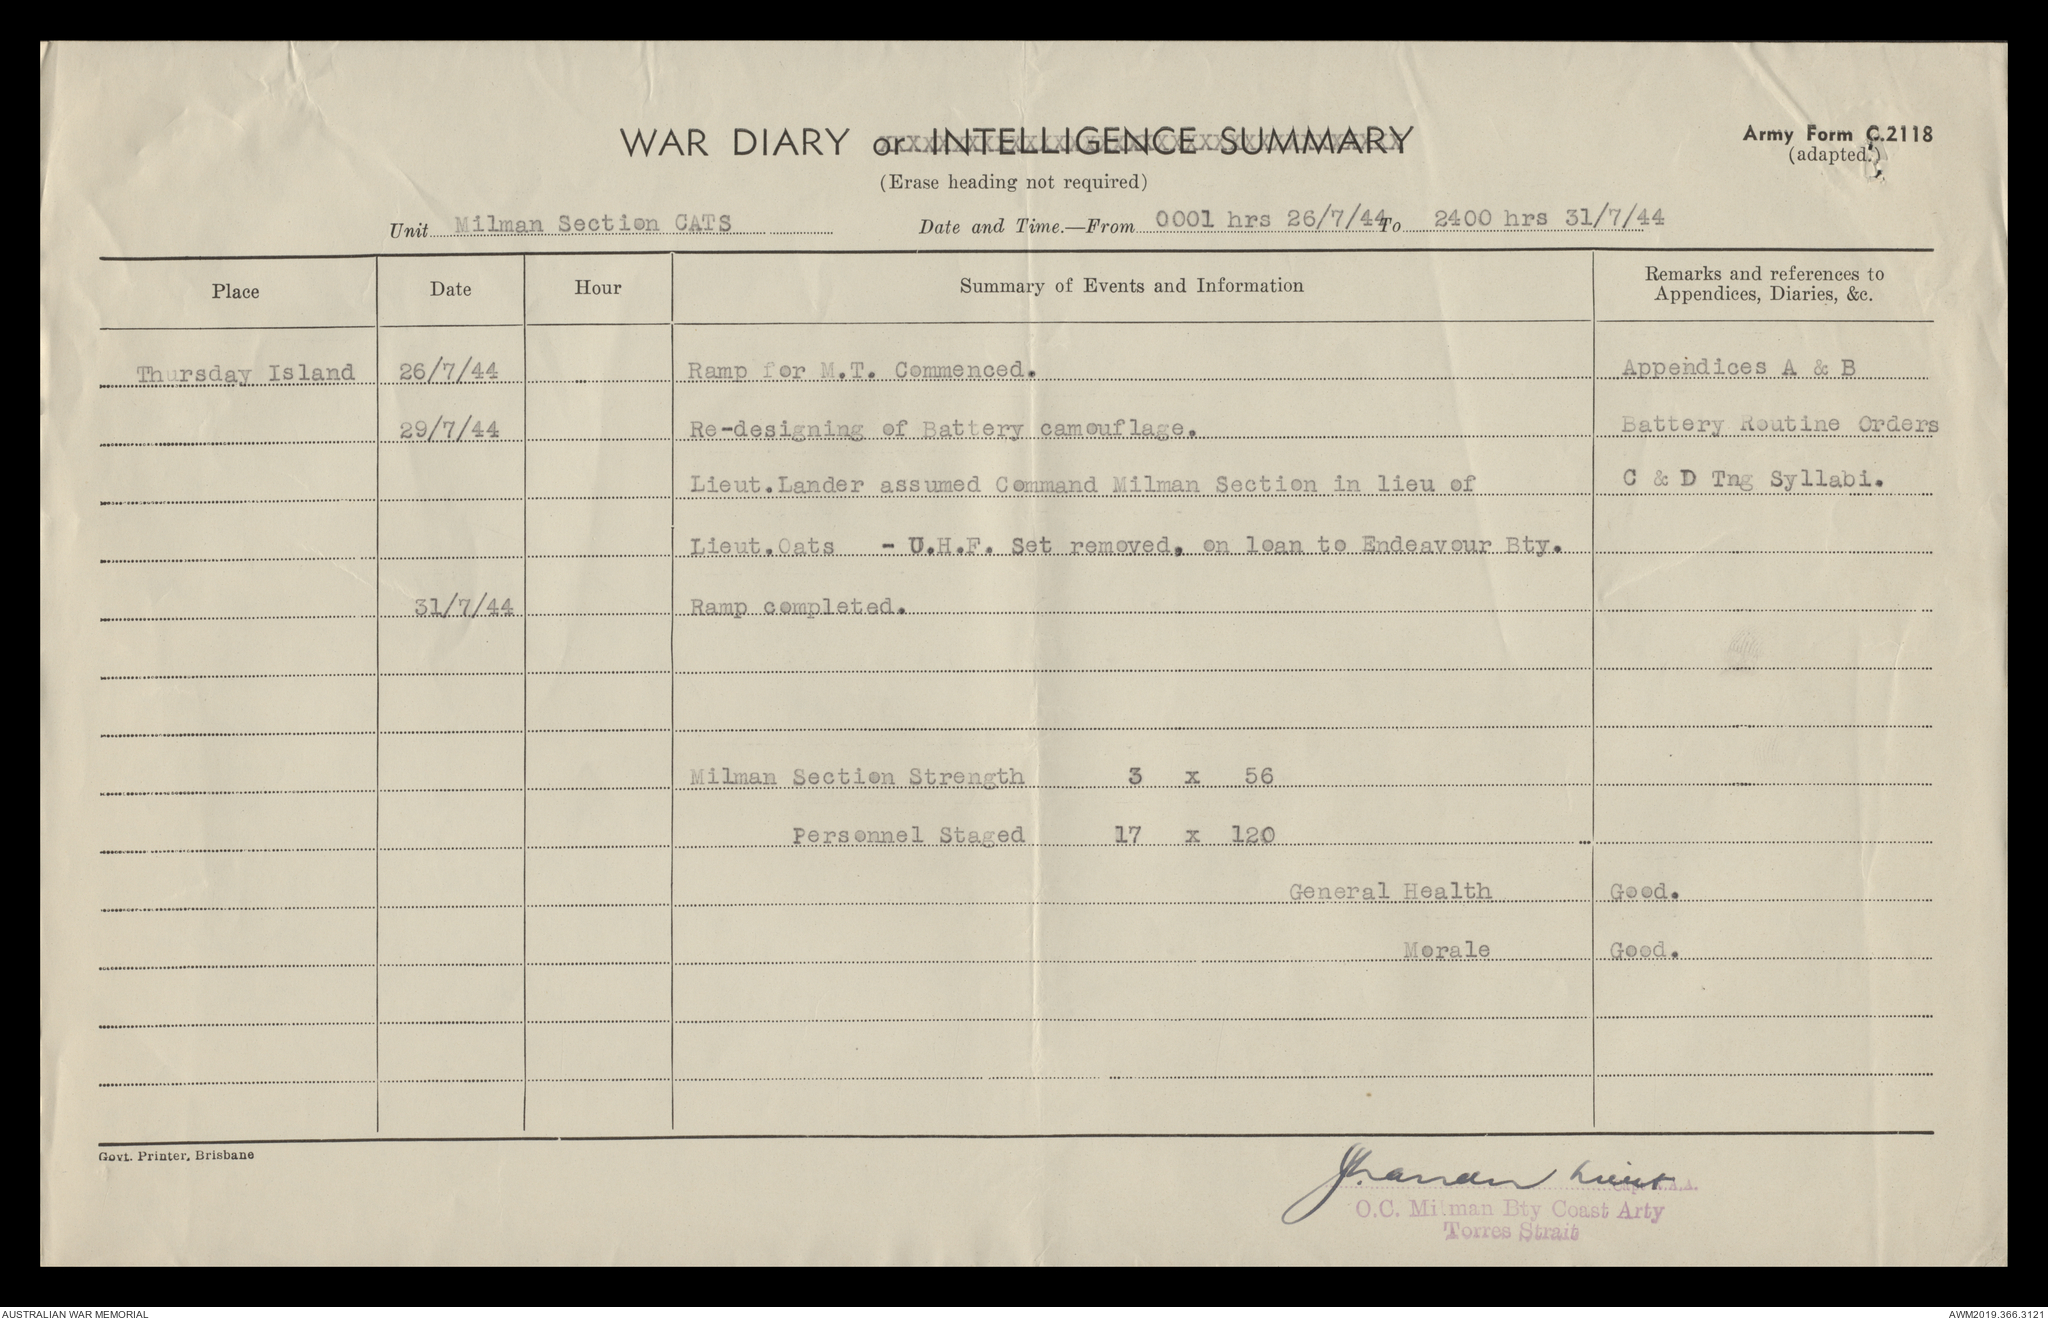 WAR DIARY or INTELLIGENCE SUMMARY
(Erase heading not required)
Army Form C.2118
(adapted.)
Unit Milman Section CATS Date and Time.—From 0001 hrs 26/7/44 To 2400 hrs 31/7/44
Place Date Hour Summary of Events and Information Remarks and references to
Appendices, Diaries, &c.
Thursday Island 26/7/44 Ramp for M.T. Commenced. Appendices A & B
29/7/44 Re-designing of Battery camouflage. Battery Routine Orders
Lieut.Lander assumed Command Milman Section in lieu of C & D Tng Syllabi.
Lieut.Oats - U.H.F. Set removed, on loan to Endeavour Bty.
31/7/44 Ramp completed.
Milman Section Strength 3 x 56
Personnel Staged 17 x 120
General Health Good.
Morale Good.
Govt. Printer, Brisbane
Lieut
O.C. Milman Bty Coast Arty
Torres Strait
AUSTRALIAN WAR MEMORIAL
AWM2019.366.3121